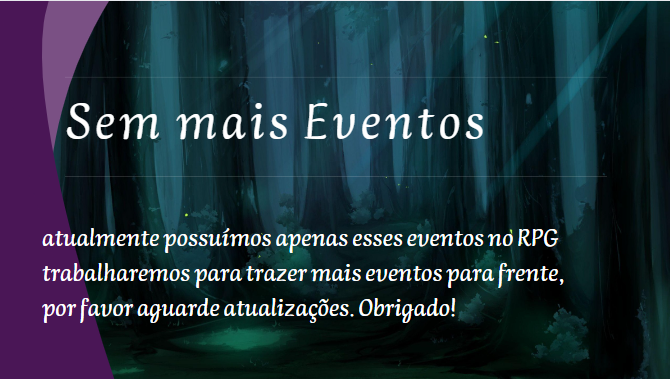 Sem mais Eventos
atualmente possuímos apenas esses eventos no RPG
trabalharemos para trazer mais eventos para frente,
por favor aguarde atualizações. Obrigado!